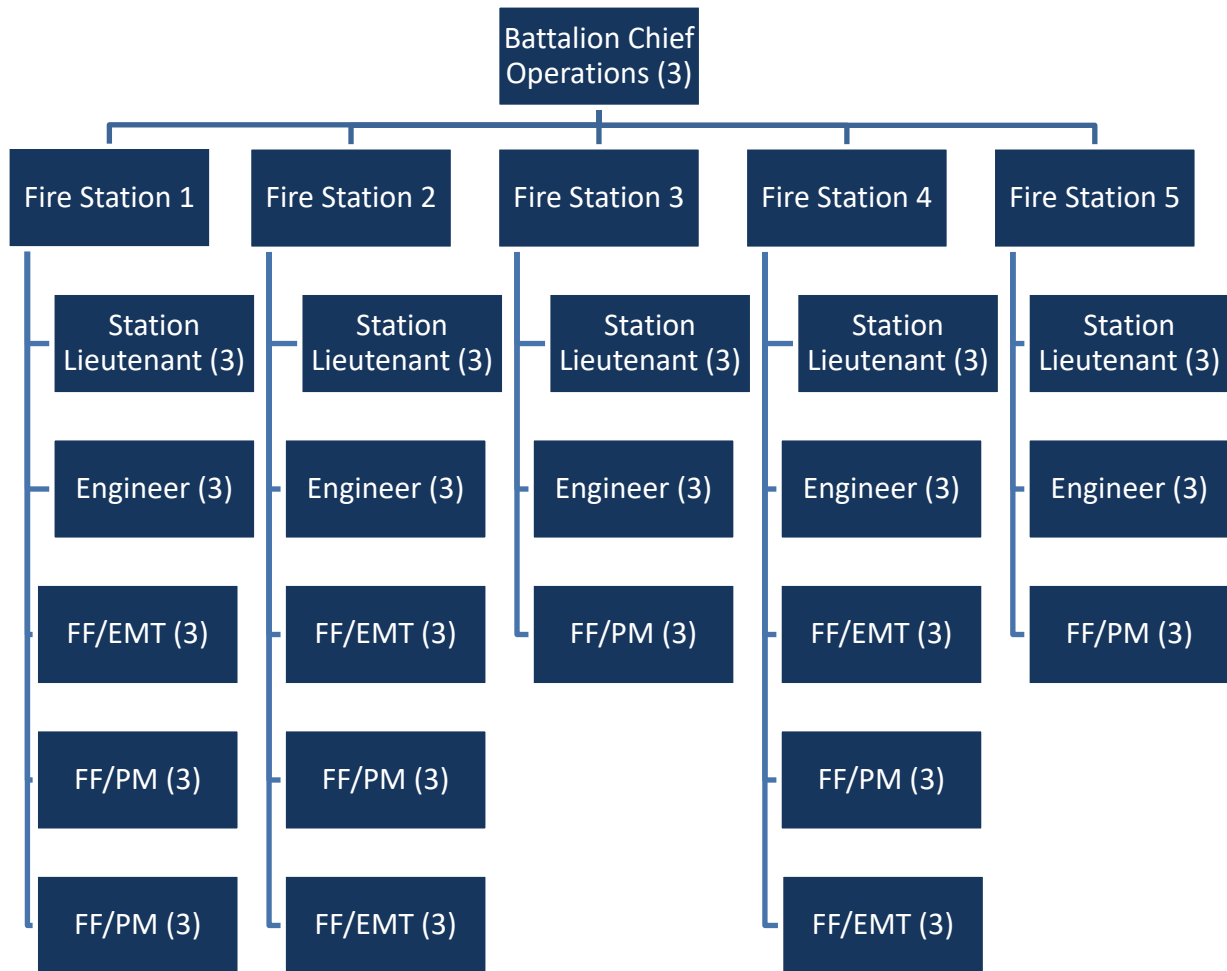 Battalion Chief
Operations (3)
Fire Station 1
Fire Station 2
Fire Station 3
Fire Station 4
Fire Station 5
Station
Lieutenant (3)
Station
Lieutenant (3)
Station
Lieutenant (3)
Station
Lieutenant (3)
Station
Lieutenant (3)
Engineer (3)
Engineer (3)
Engineer (3)
Engineer (3)
Engineer (3)
FF/EMT (3)
FF/EMT (3)
FF/PM (3)
FF/EMT (3)
FF/PM (3)
FF/PM (3)
FF/PM (3)
FF/PM (3)
FF/PM (3)
FF/EMT (3)
FF/EMT (3)